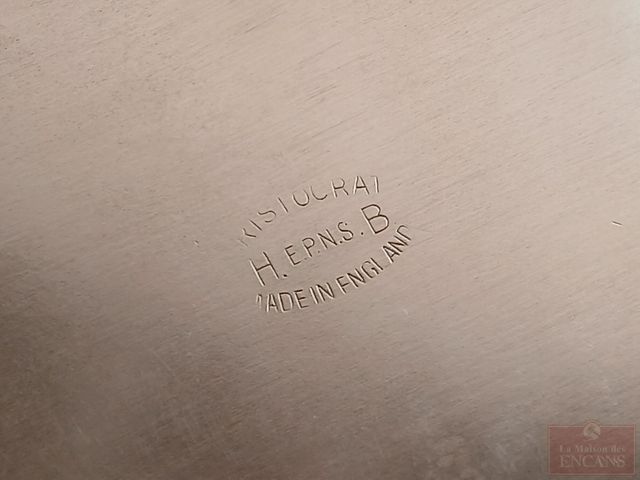 RISTOCRAT
H. E.P.N.S. B
MADE IN ENGLAND
La Maison des
ENCANS